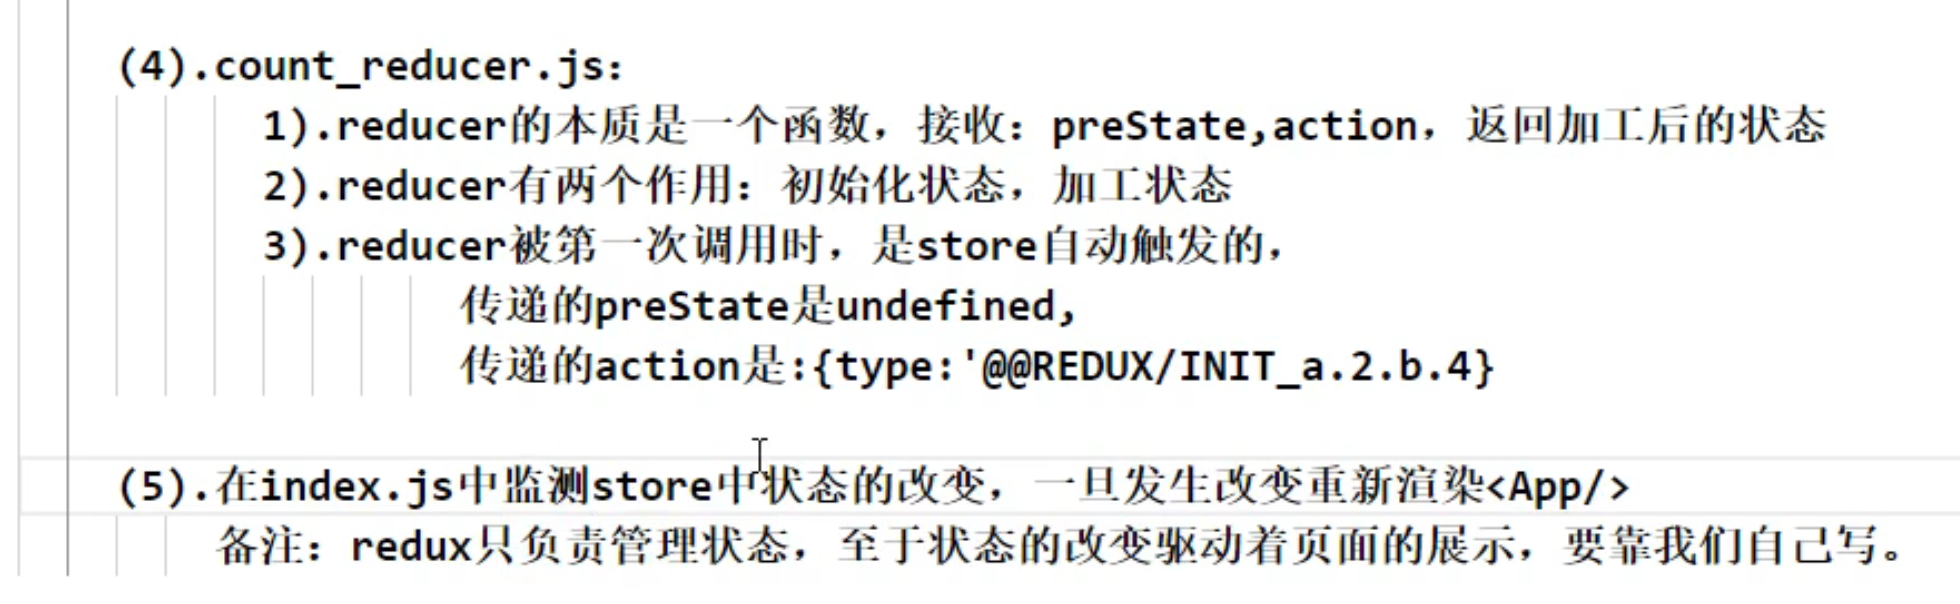 (4).count_reducer.js：
1).reducer的本质是一个函数，接收：preState,action，返回加工后的状态
2).reducer有两个作用：初始化状态，加工状态
3).reducer被第一次调用时，是store自动触发的，
传递的preState是undefined,
传递的action是:{type:'@@REDUX/INIT_a.2.b.4}
(5).在index.js中监测store中状态的改变，一旦发生改变重新渲染<App/>
备注：redux只负责管理状态，至于状态的改变驱动着页面的展示，要靠我们自己写。